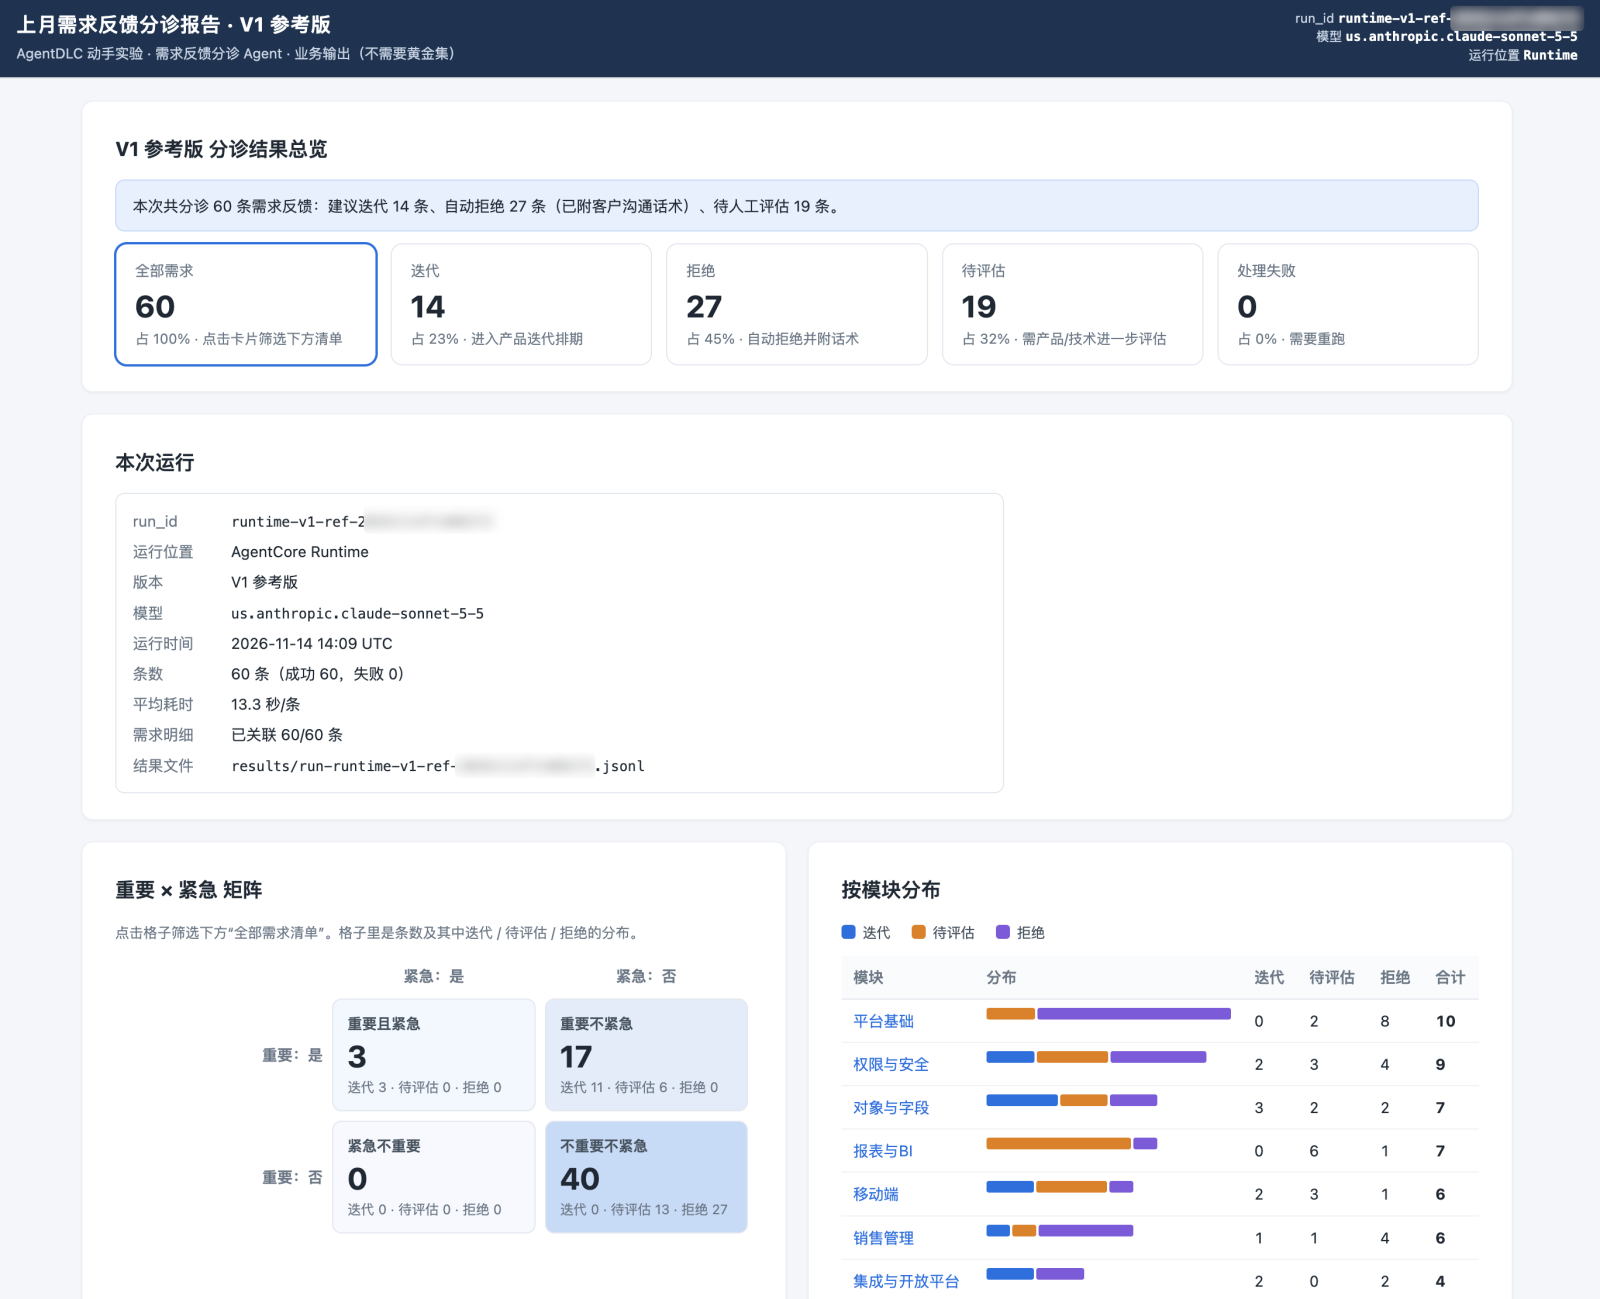 上月需求反馈分诊报告 · V1 参考版
AgentDLC 动手实验 · 需求反馈分诊 Agent · 业务输出（不需要黄金集）
run_id runtime-v1-ref-
模型 us.anthropic.claude-sonnet-5-5
运行位置 Runtime
V1 参考版 分诊结果总览
本次共分诊 60 条需求反馈：建议迭代 14 条、自动拒绝 27 条（已附客户沟通话术）、待人工评估 19 条。
全部需求
60
占 100% · 点击卡片筛选下方清单
迭代
14
占 23% · 进入产品迭代排期
拒绝
27
占 45% · 自动拒绝并附话术
待评估
19
占 32% · 需产品/技术进一步评估
处理失败
0
占 0% · 需要重跑
本次运行
run_id runtime-v1-ref-2
运行位置 AgentCore Runtime
版本 V1 参考版
模型 us.anthropic.claude-sonnet-5-5
运行时间 2026-11-14 14:09 UTC
条数 60 条（成功 60，失败 0）
平均耗时 13.3 秒/条
需求明细 已关联 60/60 条
结果文件 results/run-runtime-v1-ref- .jsonl
重要 × 紧急 矩阵
点击格子筛选下方“全部需求清单”。格子里是条数及其中迭代 / 待评估 / 拒绝的分布。
紧急：是 紧急：否
重要：是
重要且紧急
3
迭代 3 · 待评估 0 · 拒绝 0
重要不紧急
17
迭代 11 · 待评估 6 · 拒绝 0
重要：否
紧急不重要
0
迭代 0 · 待评估 0 · 拒绝 0
不重要不紧急
40
迭代 0 · 待评估 13 · 拒绝 27
按模块分布
迭代 待评估 拒绝
模块 分布 迭代 待评估 拒绝 合计
平台基础 0 2 8 10
权限与安全 2 3 4 9
对象与字段 3 2 2 7
报表与BI 0 6 1 7
移动端 2 3 1 6
销售管理 1 1 4 6
集成与开放平台 2 0 2 4